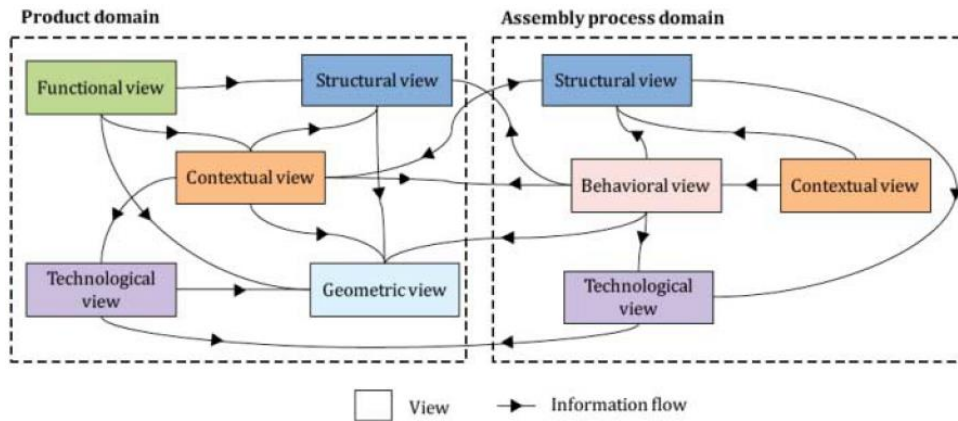 Product domain
Assembly process domain
Functional view
Structural view
Structural view
Contextual view
Behavioral view
Contextual view
Technological
view
Geometric view
Technological
view
View
Information flow